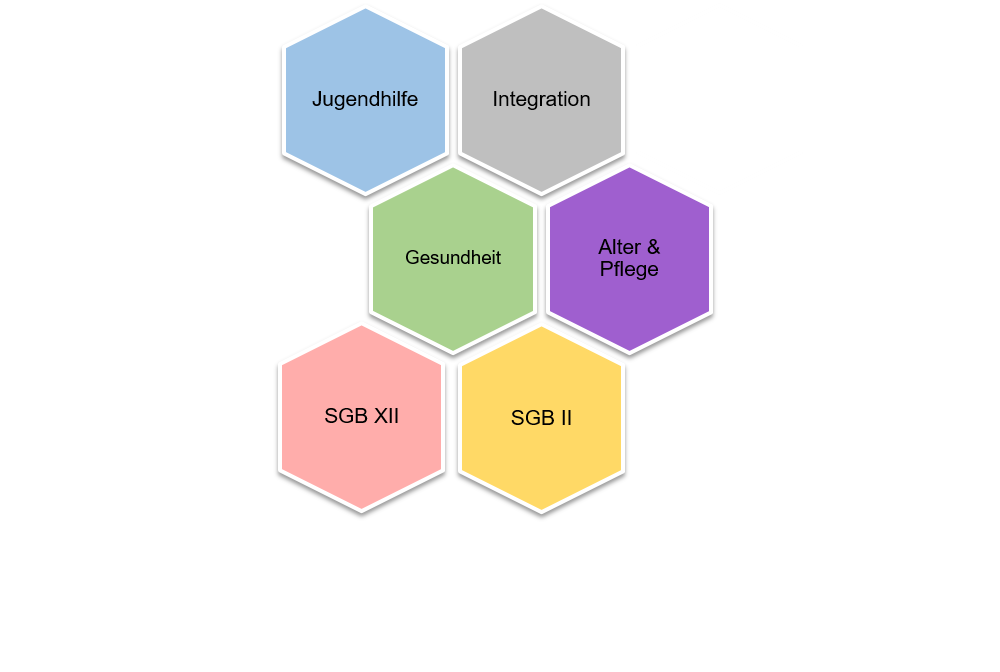 Jugendhilfe
Integration
Gesundheit
Alter &
Pflege
SGB XII
SGB II